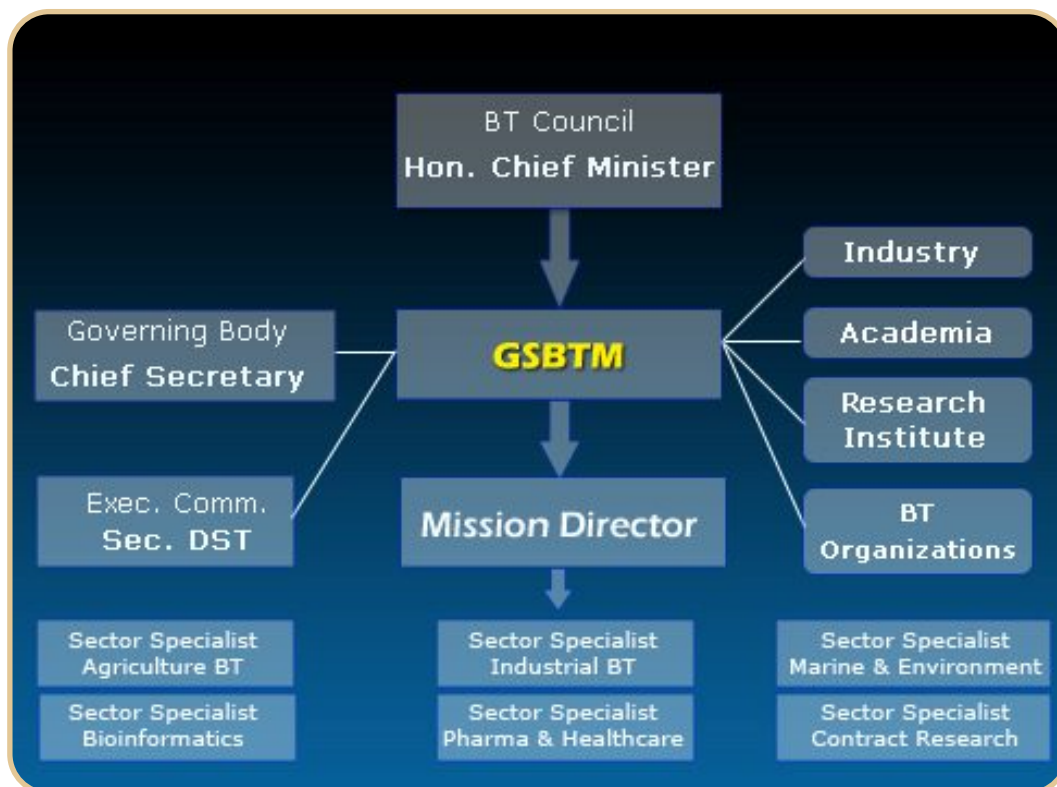 BT Council
Hon. Chief Minister
Industry
Governing Body
Chief Secretary
GSBTM
Academia
Research
Institute
Exec. Comm.
Sec. DST
Mission Director
BT
Organizations
Sector Specialist
Agriculture BT
Sector Specialist
Industrial BT
Sector Specialist
Marine & Environment
Sector Specialist
Bioinformatics
Sector Specialist
Pharma & Healthcare
Sector Specialist
Contract Research